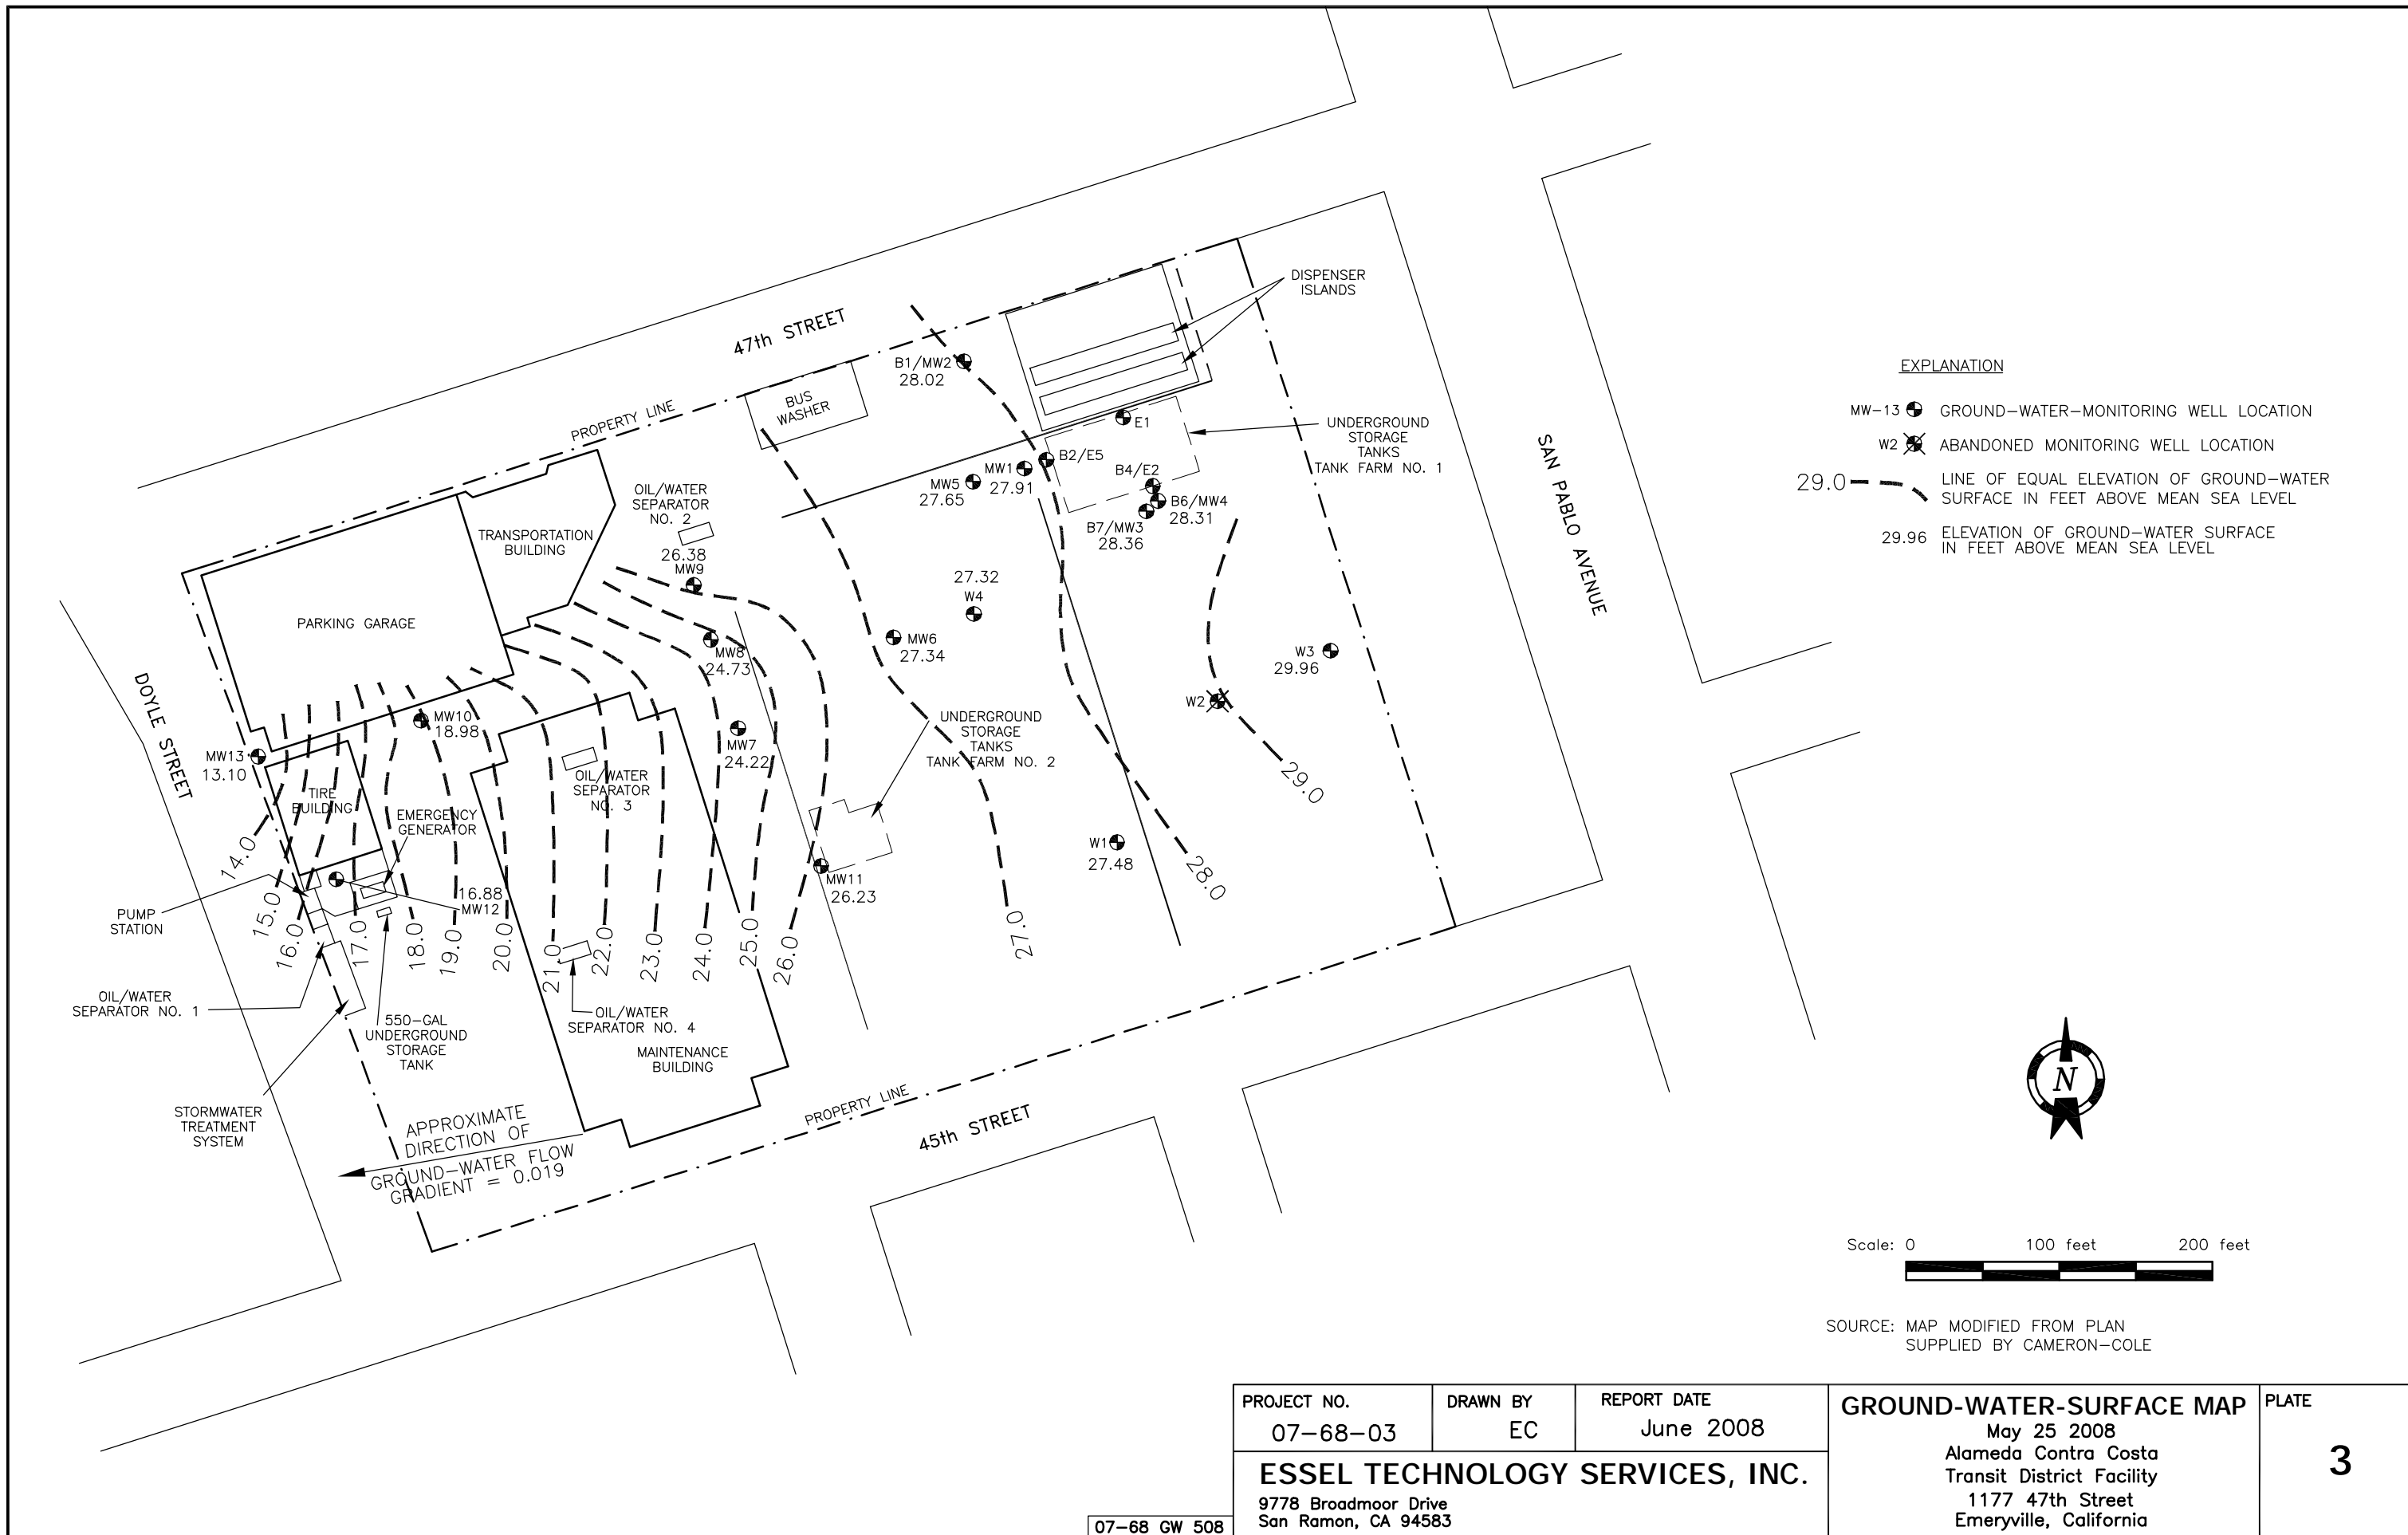 47th STREET
DISPENSER
ISLANDS
B1/MW2
28.02
BUS
WASHER
PROPERTY LINE
E1
UNDERGROUND
STORAGE
TANKS
TANK FARM NO. 1
MW1
27.91
B2/E5
MW5
27.65
B4/E2
B6/MW4
28.31
B7/MW3
28.36
SAN PABLO AVENUE
EXPLANATION
MW-13 GROUND-WATER-MONITORING WELL LOCATION
W2 ABANDONED MONITORING WELL LOCATION
29.0 LINE OF EQUAL ELEVATION OF GROUND-WATER
SURFACE IN FEET ABOVE MEAN SEA LEVEL
29.96 ELEVATION OF GROUND-WATER SURFACE
IN FEET ABOVE MEAN SEA LEVEL
OIL/WATER
SEPARATOR
NO. 2
TRANSPORTATION
BUILDING
26.38
MW9
27.32
W4
PARKING GARAGE
MW8
24.73
MW6
27.34
W3
29.96
W2
DOYLE STREET
MW10
18.98
MW7
24.22
UNDERGROUND
STORAGE
TANKS
TANK FARM NO. 2
MW13
13.10
TIRE
BUILDING
OIL/WATER
SEPARATOR
NO. 3
EMERGENCY
GENERATOR
W1
27.48
MW11
26.23
16.88
MW12
PUMP
STATION
14.0
15.0
16.0
17.0
18.0
19.0
20.0
21.0
22.0
23.0
24.0
25.0
26.0
27.0
28.0
29.0
OIL/WATER
SEPARATOR NO. 1
550-GAL
UNDERGROUND
STORAGE
TANK
OIL/WATER
SEPARATOR NO. 4
MAINTENANCE
BUILDING
STORMWATER
TREATMENT
SYSTEM
APPROXIMATE
DIRECTION OF
GROUND-WATER FLOW
GRADIENT = 0.019
PROPERTY LINE
45th STREET
N
Scale: 0 100 feet 200 feet
SOURCE: MAP MODIFIED FROM PLAN
SUPPLIED BY CAMERON-COLE
PROJECT NO.
07-68-03
DRAWN BY
EC
REPORT DATE
June 2008
ESSEL TECHNOLOGY SERVICES, INC.
9778 Broadmoor Drive
San Ramon, CA 94583
GROUND-WATER-SURFACE MAP
May 25 2008
Alameda Contra Costa
Transit District Facility
1177 47th Street
Emeryville, California
PLATE
3
07-68 GW 508